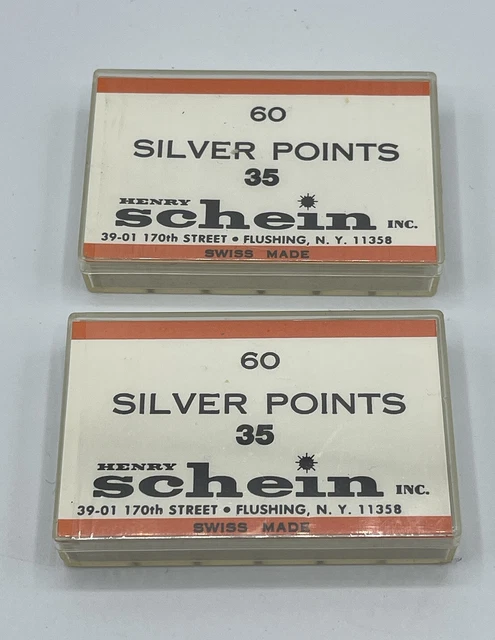 60
SILVER POINTS
35
HENRY
schein INC.
39-01 170th STREET • FLUSHING, N. Y. 11358
SWISS MADE
60
SILVER POINTS
35
HENRY
schein INC.
39-01 170th STREET • FLUSHING, N. Y. 11358
SWISS MADE